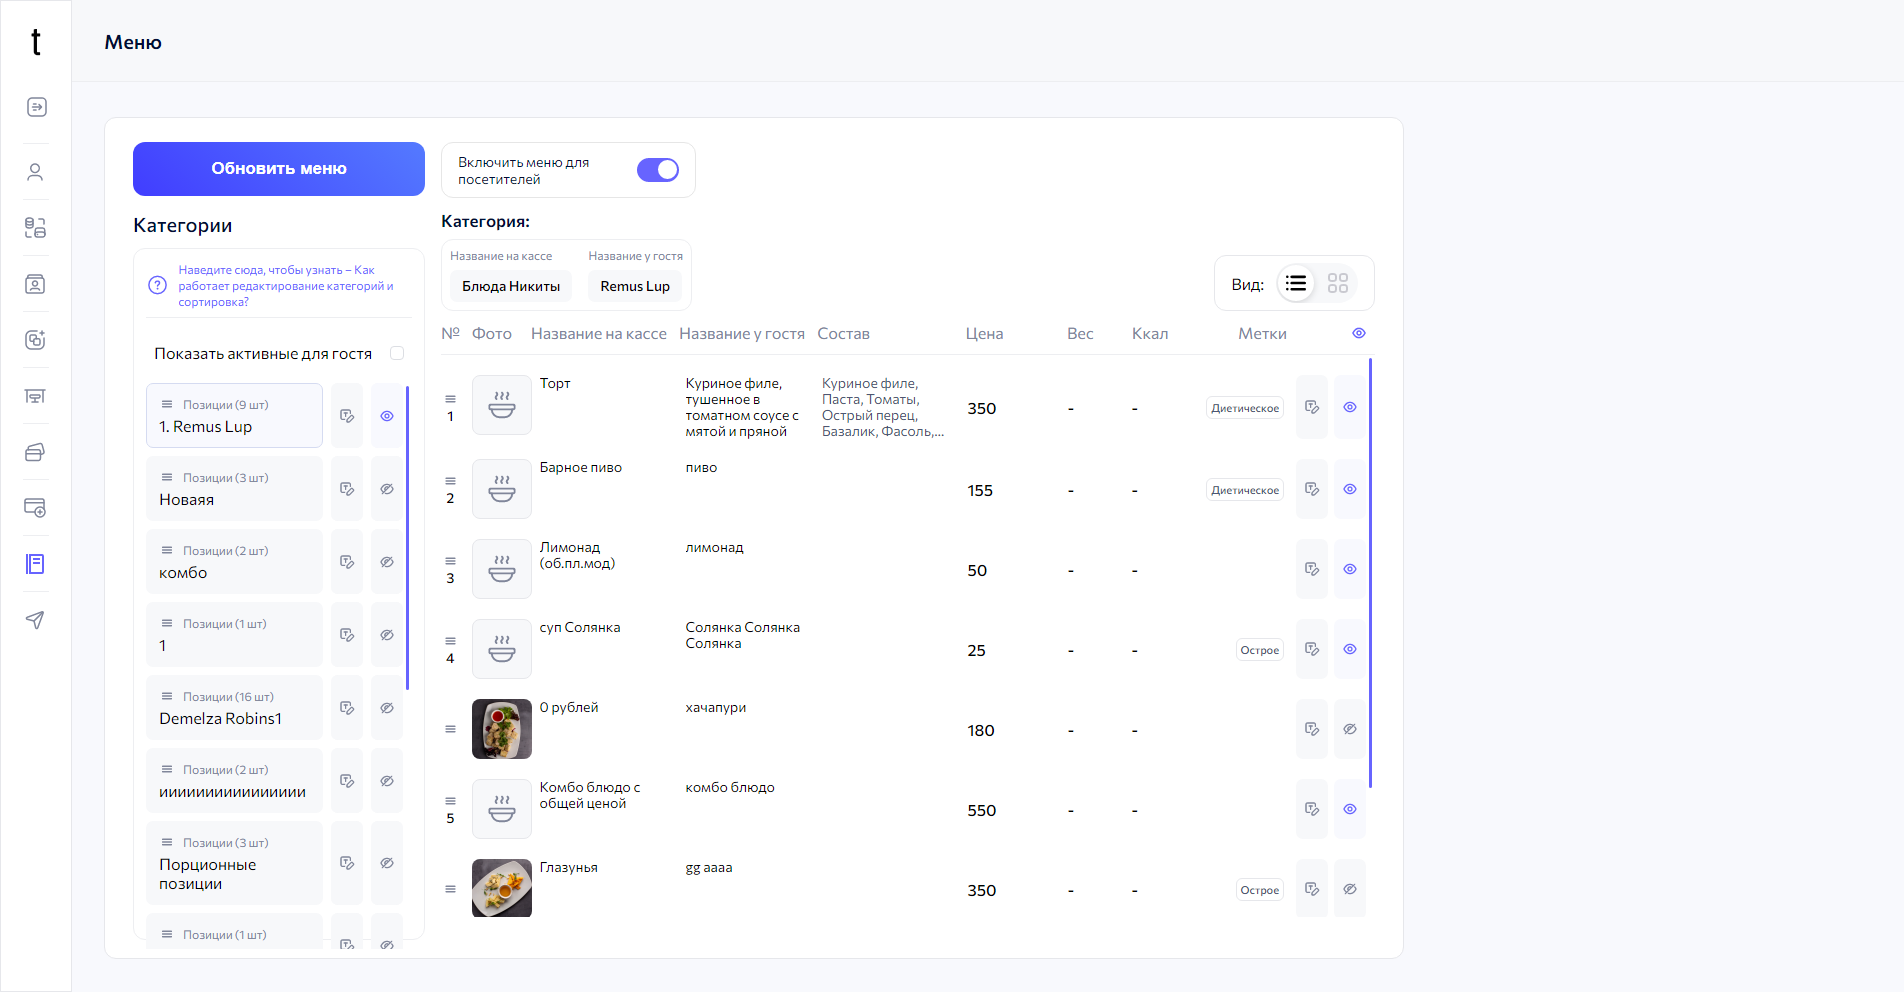 t
Меню
Обновить меню
Включить меню для
посетителей
Категории
Наведите сюда, чтобы узнать – Как
работает редактирование категорий и
сортировка?
Показать активные для гостя
Позиции (9 шт)
1. Remus Lup
Позиции (3 шт)
Новаяя
Позиции (2 шт)
комбо
Позиции (1 шт)
1
Позиции (16 шт)
Demelza Robins1
Позиции (2 шт)
ииииииииииииииии
Позиции (3 шт)
Порционные
позиции
Позиции (1 шт)
Категория:
Название на кассе
Блюда Никиты
Название у гостя
Remus Lup
Вид:
№ Фото Название на кассе Название у гостя Состав Цена Вес Ккал Метки
1
Торт
Куриное филе,
тушенное в
томатном соусе с
мятой и пряной
Куриное филе,
Паста, Томаты,
Острый перец,
Базалик, Фасоль,...
350 - - Диетическое
2
Барное пиво
пиво
155 - - Диетическое
3
Лимонад
(об.пл.мод)
лимонад
50 - -
4
суп Солянка
Солянка Солянка
Солянка
25 - - Острое
0 рублей
хачапури
180 - -
5
Комбо блюдо с
общей ценой
комбо блюдо
550 - -
Глазунья
gg aaaa
350 - - Острое